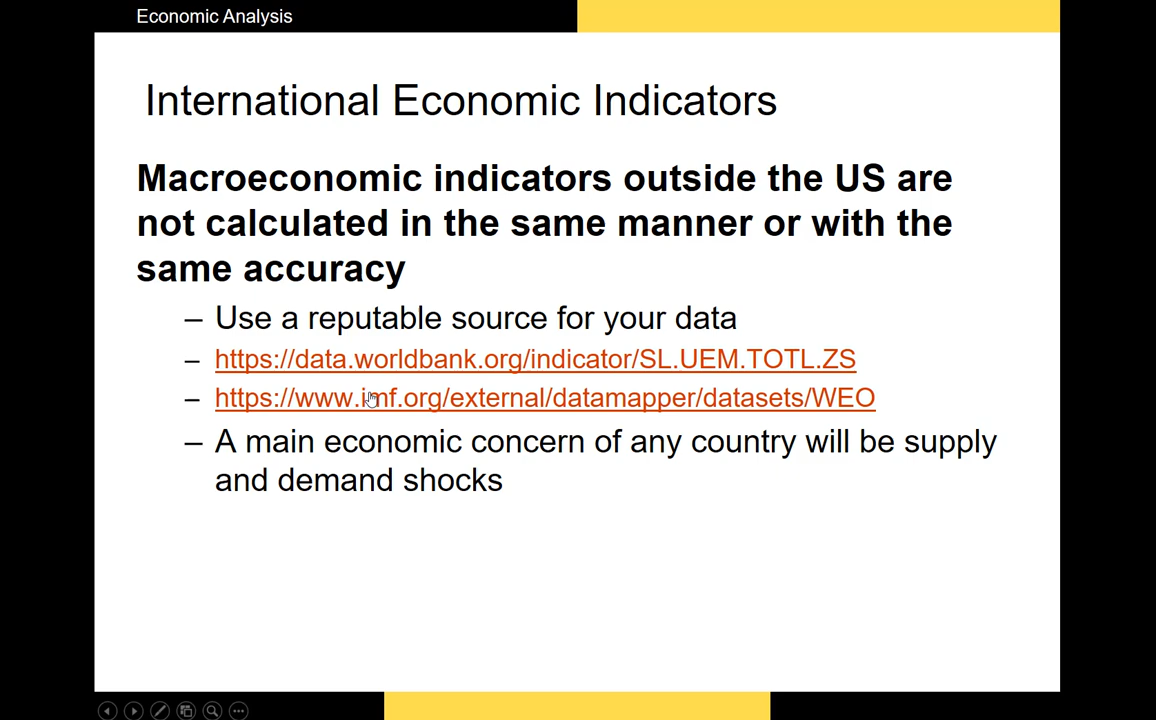 Economic Analysis
International Economic Indicators
Macroeconomic indicators outside the US are
not calculated in the same manner or with the
same accuracy
– Use a reputable source for your data
– https://data.worldbank.org/indicator/SL.UEM.TOTL.ZS
– https://www.imf.org/external/datamapper/datasets/WEO
– A main economic concern of any country will be supply
and demand shocks